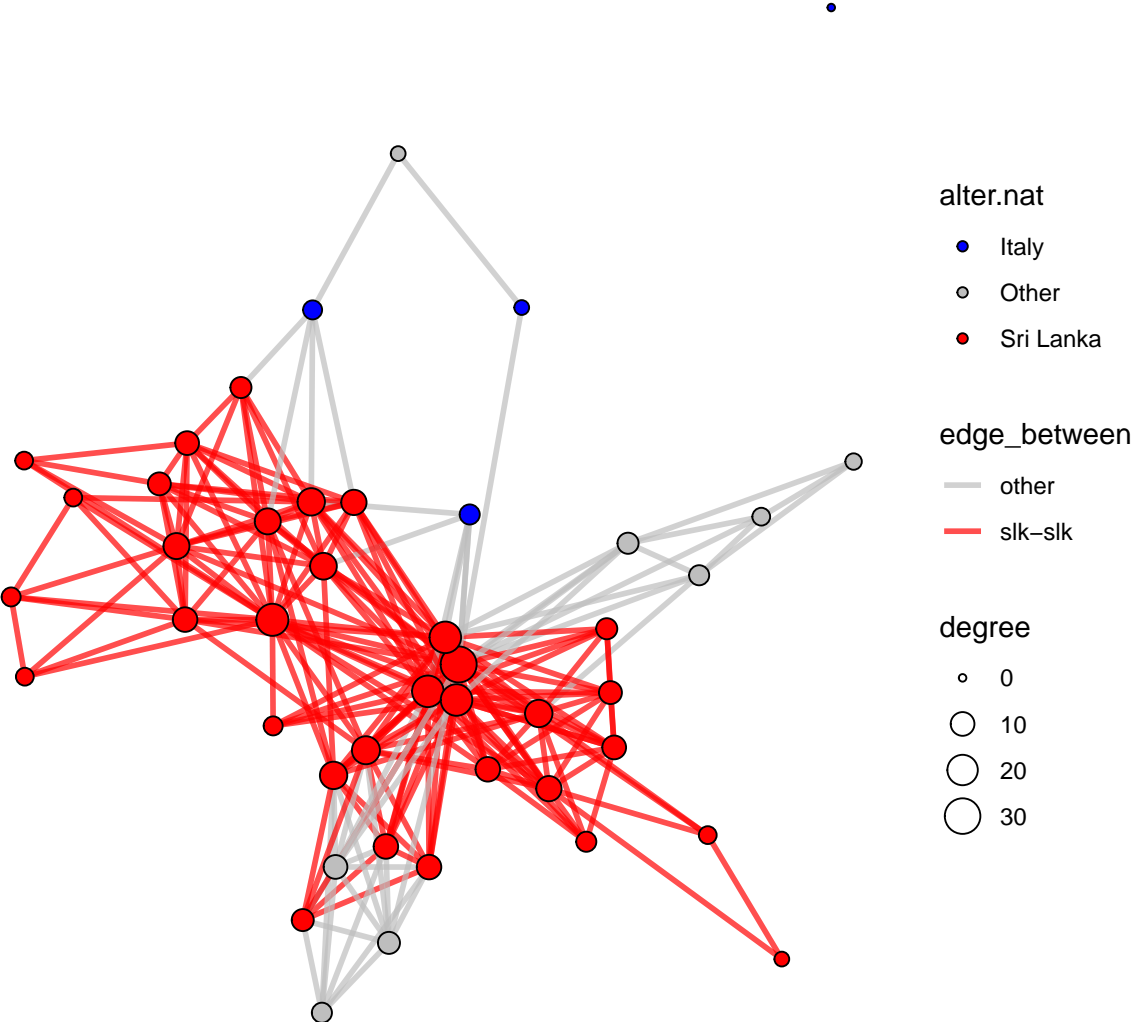 alter.nat
Italy
Other
Sri Lanka
edge_between
other
slk−slk
degree
0
10
20
30